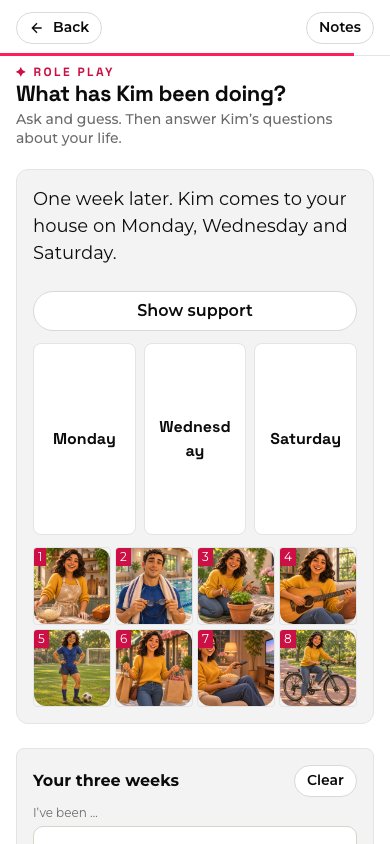 ← Back
Notes
✦ ROLE PLAY
What has Kim been doing?
Ask and guess. Then answer Kim's questions
about your life.
One week later. Kim comes to your
house on Monday, Wednesday and
Saturday.
Show support
Monday
Wednesd
ay
Saturday
1
2
3
4
5
6
7
8
Your three weeks
Clear
I've been ...